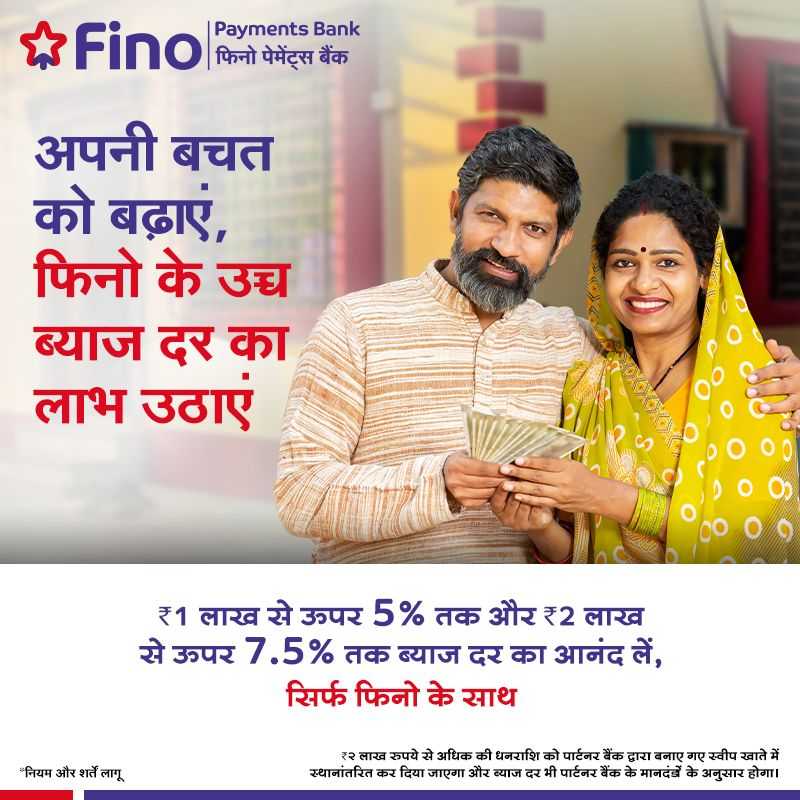 Fino Payments Bank
फिनो पेमेंट्स बैंक
अपनी बचत
को बढ़ाएं,
फिनो के उच्च
ब्याज दर का
लाभ उठाएं
₹1 लाख से ऊपर 5% तक और ₹2 लाख
से ऊपर 7.5% तक ब्याज दर का आनंद लें,
सिर्फ फिनो के साथ
₹२ लाख रुपये से अधिक की धनराशि को पार्टनर बैंक द्वारा बनाए गए स्वीप खाते में
स्थानांतरित कर दिया जाएगा और ब्याज दर भी पार्टनर बैंक के मानदंडों के अनुसार होगा।
*नियम और शर्तें लागू